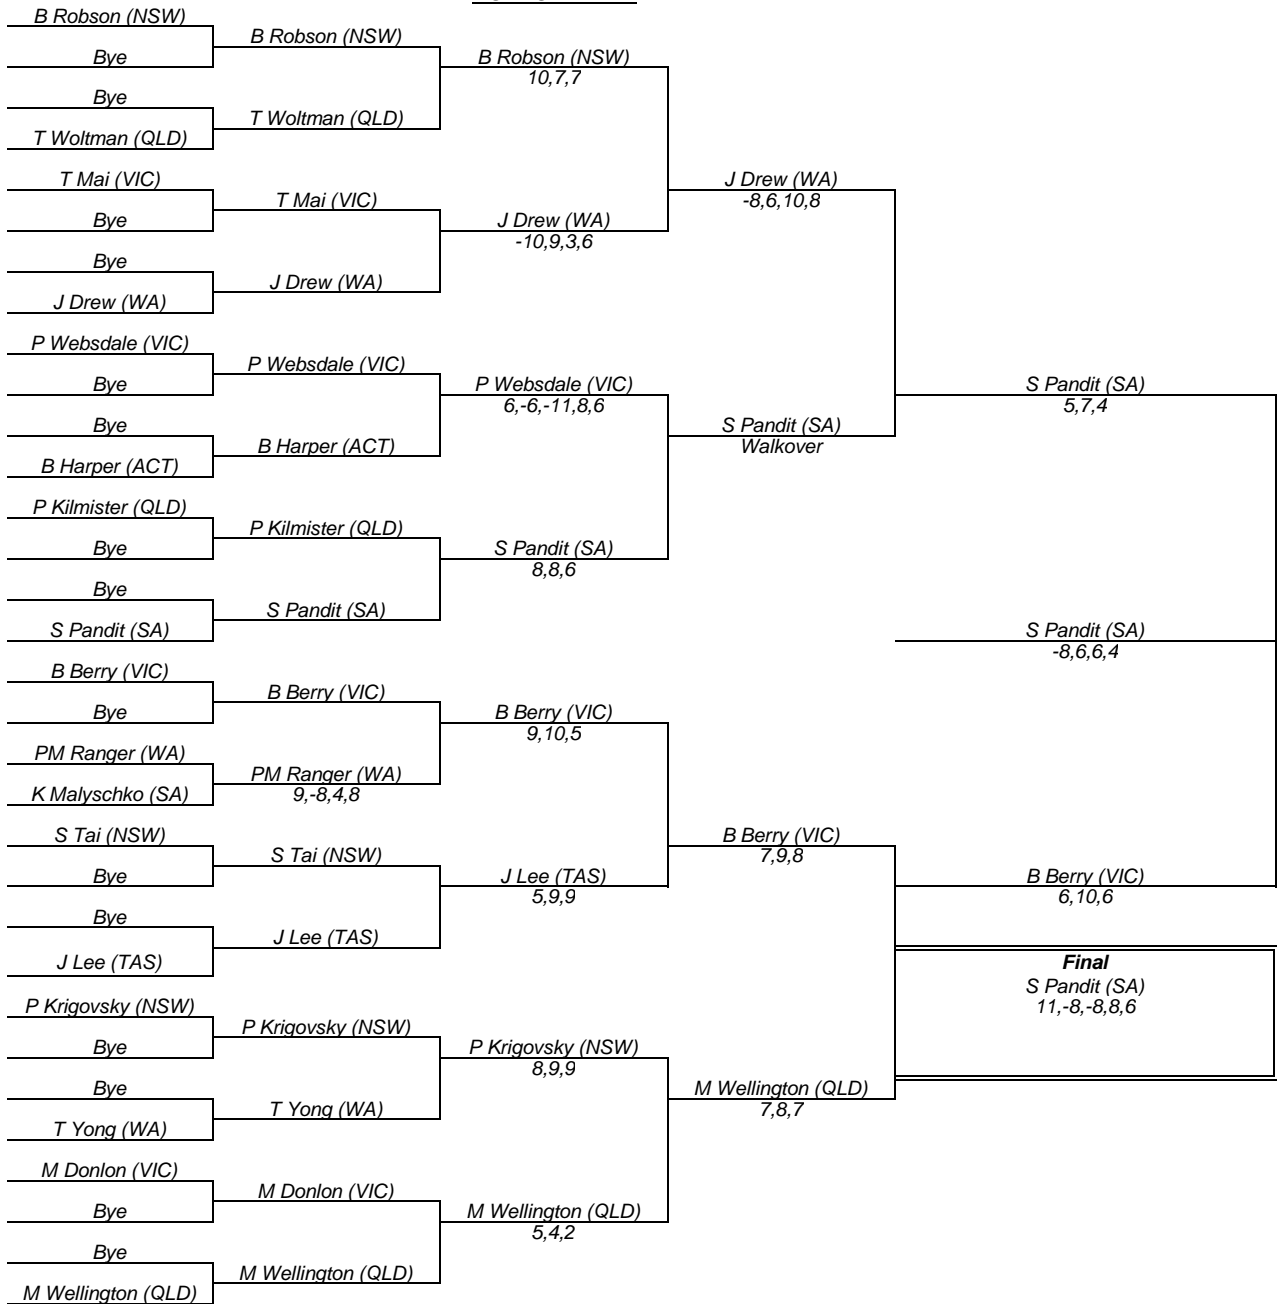 B Robson (NSW)
Bye
Bye
T Woltman (QLD)
T Mai (VIC)
Bye
Bye
J Drew (WA)
P Websdale (VIC)
Bye
Bye
B Harper (ACT)
P Kilmister (QLD)
Bye
Bye
S Pandit (SA)
B Berry (VIC)
Bye
PM Ranger (WA)
K Malyschko (SA)
S Tai (NSW)
Bye
Bye
J Lee (TAS)
P Krigovsky (NSW)
Bye
Bye
T Yong (WA)
M Donlon (VIC)
Bye
Bye
M Wellington (QLD)
B Robson (NSW)
T Woltman (QLD)
T Mai (VIC)
J Drew (WA)
P Websdale (VIC)
B Harper (ACT)
P Kilmister (QLD)
S Pandit (SA)
B Berry (VIC)
PM Ranger (WA)
9,-8,4,8
S Tai (NSW)
J Lee (TAS)
P Krigovsky (NSW)
T Yong (WA)
M Donlon (VIC)
M Wellington (QLD)
B Robson (NSW)
10,7,7
J Drew (WA)
-10,9,3,6
P Websdale (VIC)
6,-6,-11,8,6
S Pandit (SA)
8,8,6
B Berry (VIC)
9,10,5
J Lee (TAS)
5,9,9
P Krigovsky (NSW)
8,9,9
M Wellington (QLD)
5,4,2
J Drew (WA)
-8,6,10,8
S Pandit (SA)
Walkover
B Berry (VIC)
7,9,8
M Wellington (QLD)
7,8,7
S Pandit (SA)
5,7,4
S Pandit (SA)
-8,6,6,4
B Berry (VIC)
6,10,6
Final
S Pandit (SA)
11,-8,-8,8,6